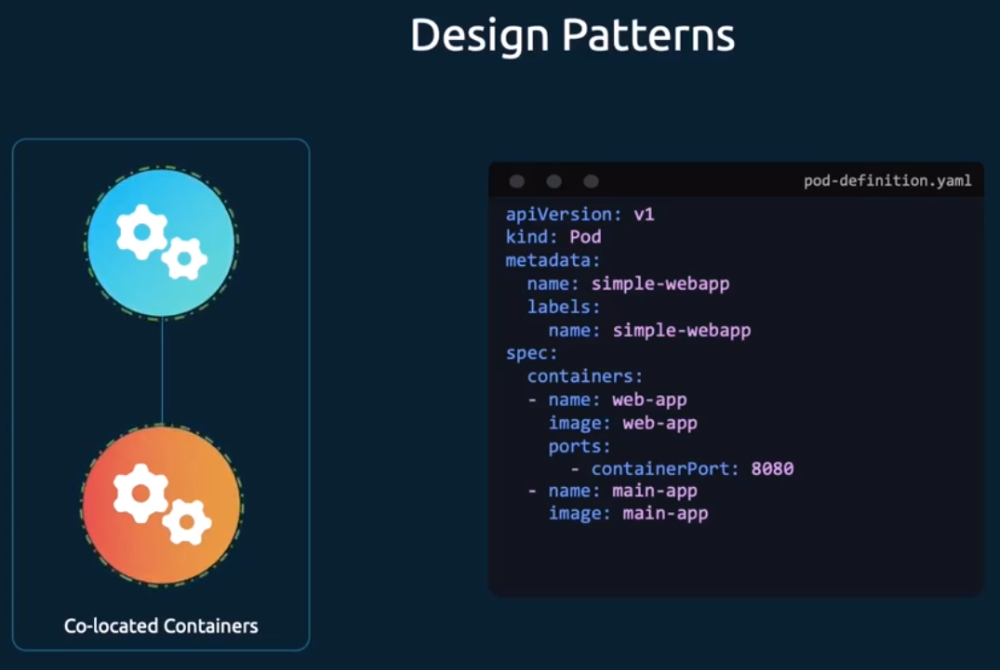 Design Patterns
Co-located Containers
pod-definition.yaml
apiVersion: v1
kind: Pod
metadata:
  name: simple-webapp
  labels:
    name: simple-webapp
spec:
  containers:
  - name: web-app
    image: web-app
    ports:
      - containerPort: 8080
  - name: main-app
    image: main-app